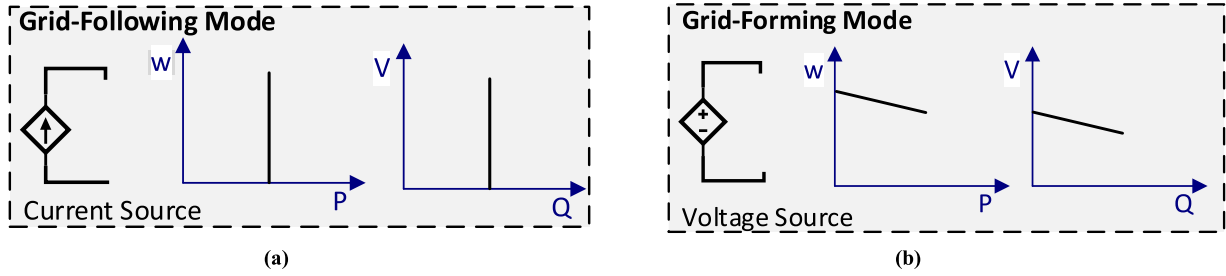 Grid-Following Mode
w
V
P
Q
Current Source
(a)
Grid-Forming Mode
w
V
+
-
P
Q
Voltage Source
(b)